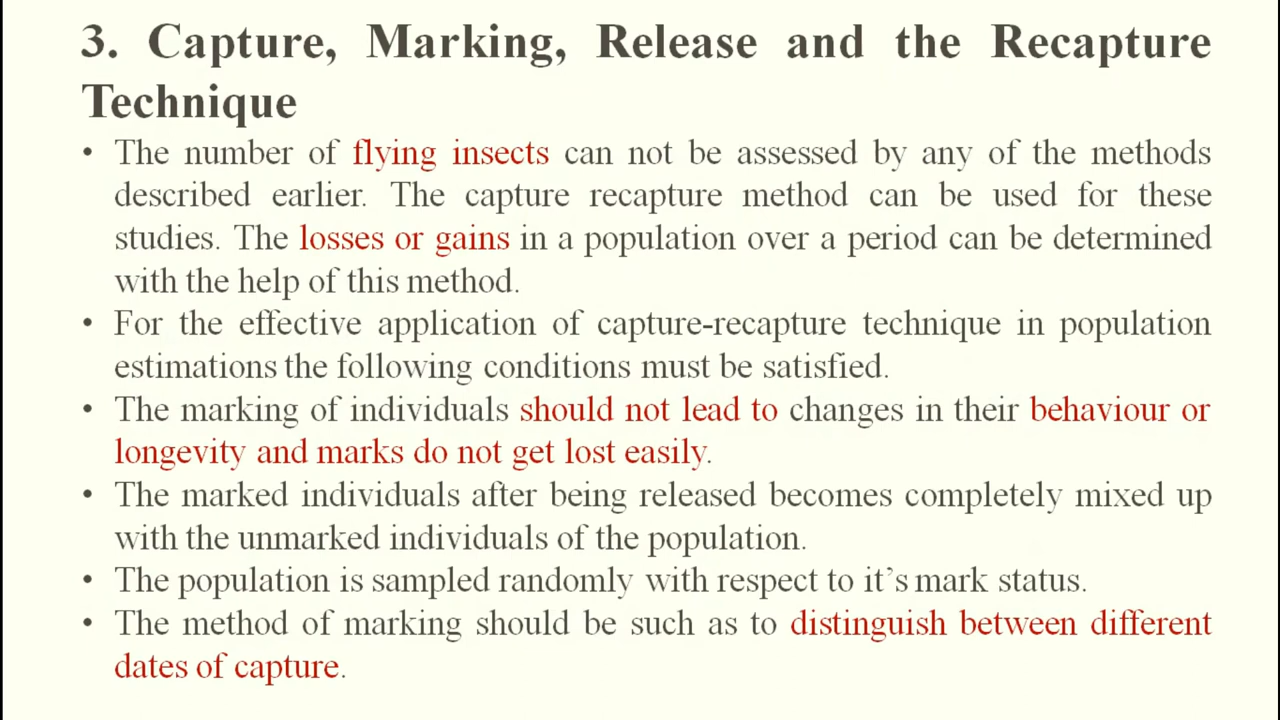 3. Capture, Marking, Release and the Recapture
Technique
• The number of flying insects can not be assessed by any of the methods
described earlier. The capture recapture method can be used for these
studies. The losses or gains in a population over a period can be determined
with the help of this method.
• For the effective application of capture-recapture technique in population
estimations the following conditions must be satisfied.
• The marking of individuals should not lead to changes in their behaviour or
longevity and marks do not get lost easily.
• The marked individuals after being released becomes completely mixed up
with the unmarked individuals of the population.
• The population is sampled randomly with respect to it’s mark status.
• The method of marking should be such as to distinguish between different
dates of capture.